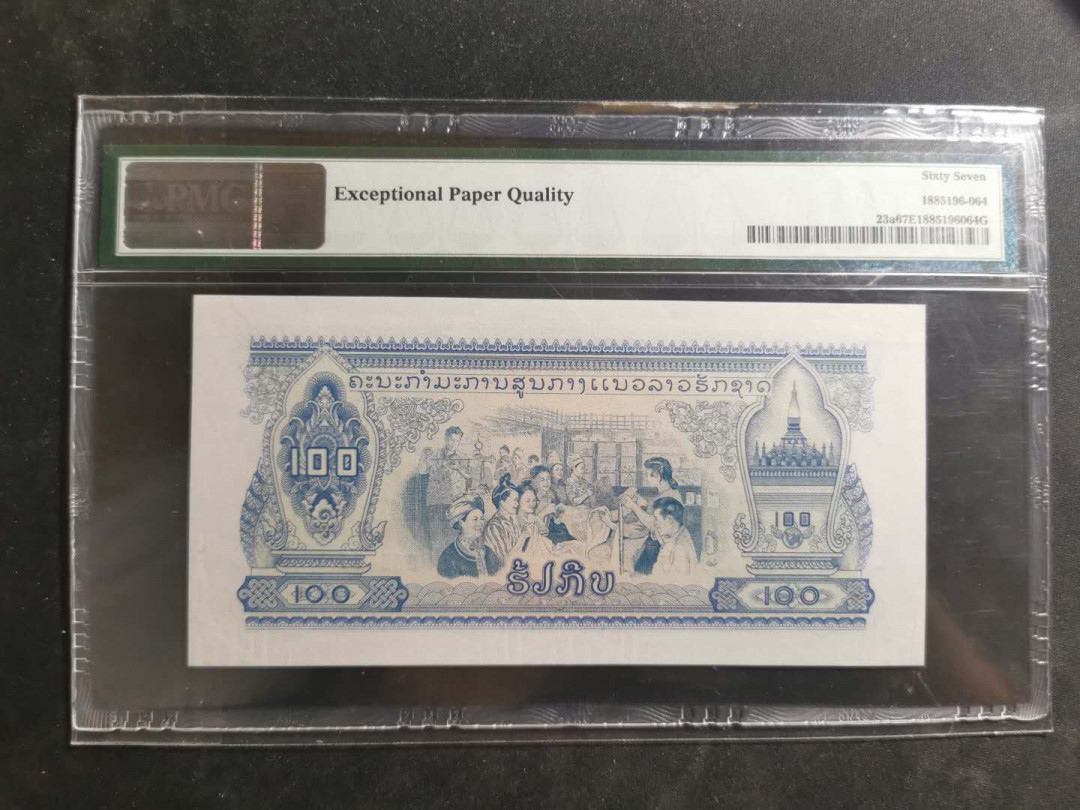 PMG
Exceptional Paper Quality
Sixty Seven
1885196-064
23a67E1885196064G
ຄະນະກຳມະການສູນກາງແນວລາວຮັກຊາດ
100
100
ຮ້ຽກີບ
100
100